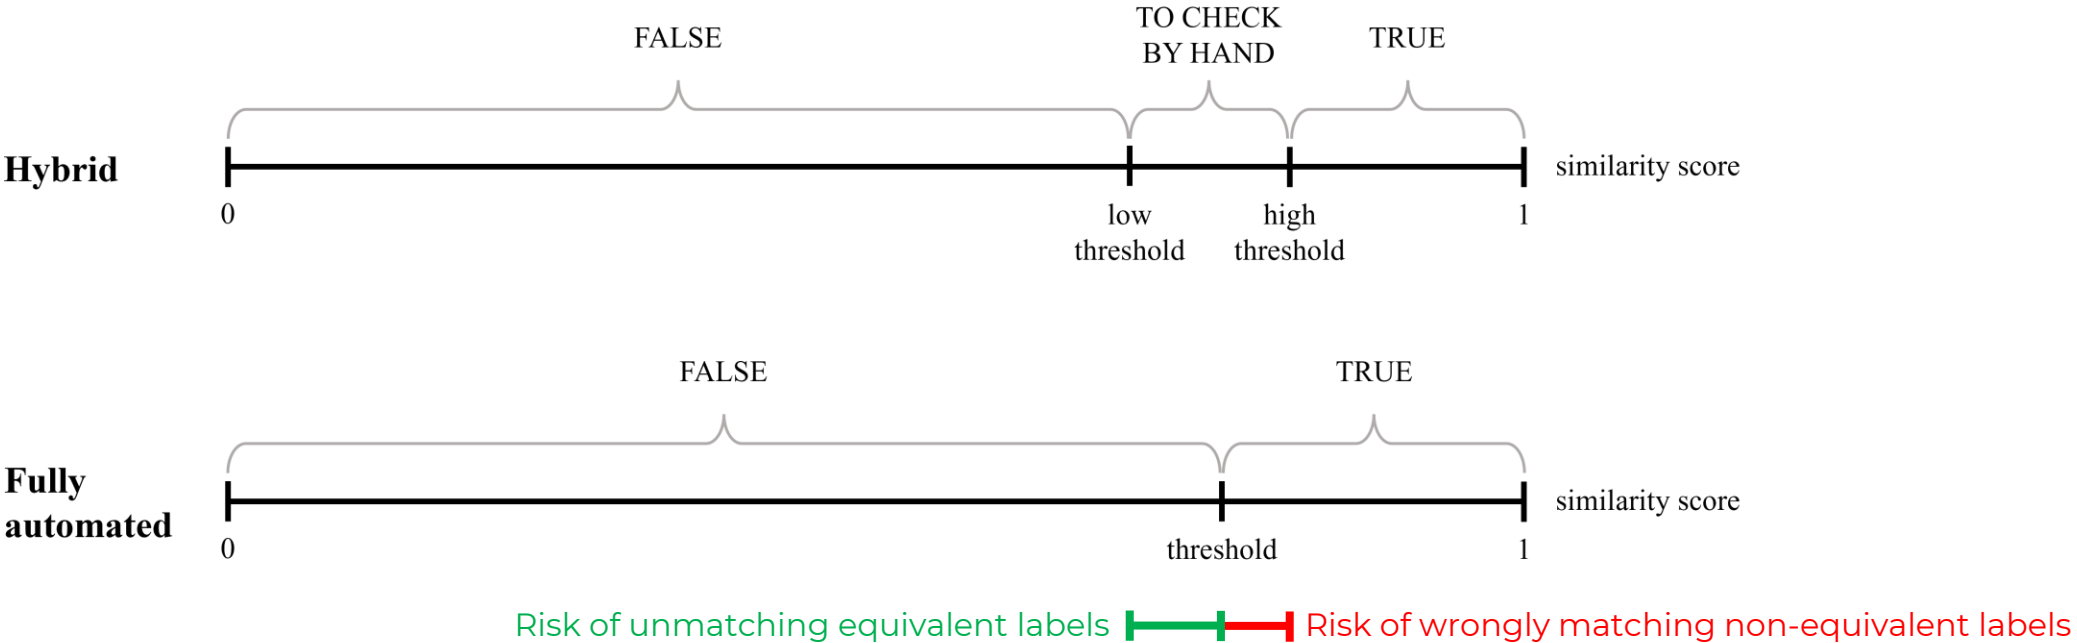 FALSE
TO CHECK
BY HAND
TRUE
Hybrid
similarity score
0
low
threshold
high
threshold
1
FALSE
TRUE
Fully
automated
similarity score
0
threshold
1
Risk of unmatching equivalent labels
Risk of wrongly matching non-equivalent labels